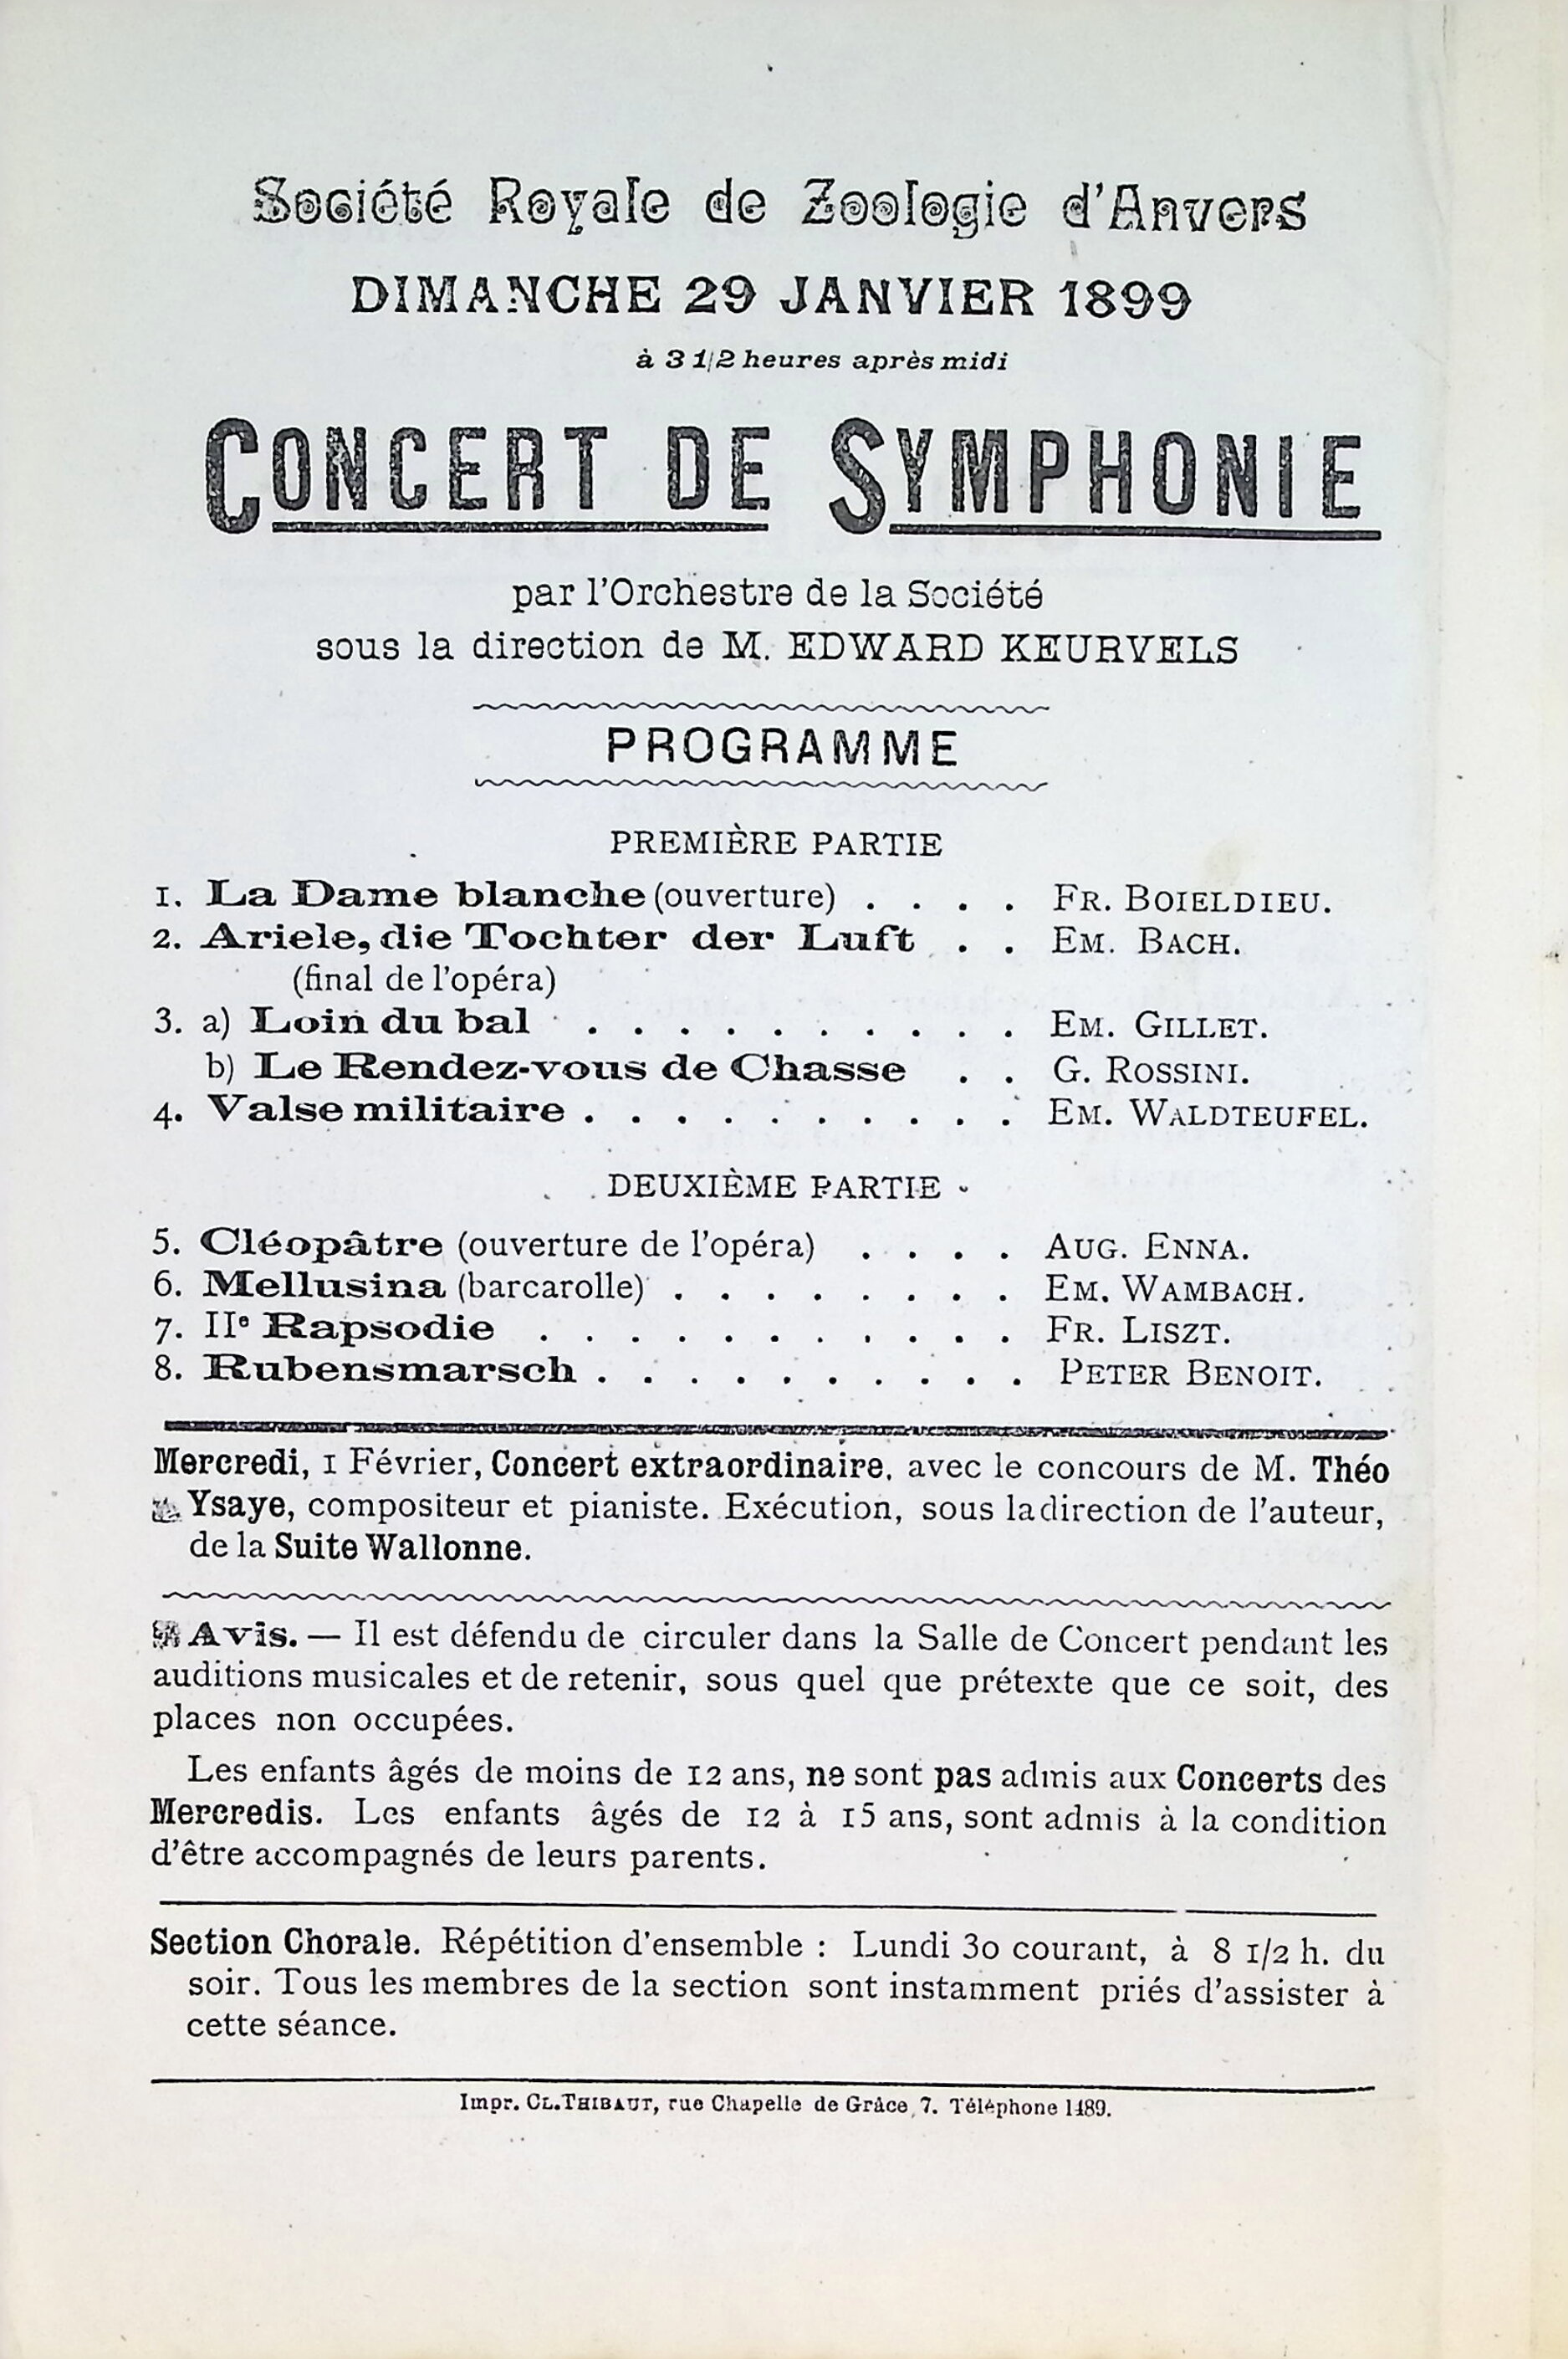 Société Royale de Zoologie d'Anvers
DIMANCHE 29 JANVIER 1899
à 3 1/2 heures après midi
CONCERT DE SYMPHONIE
par l'Orchestre de la Société
sous la direction de M. EDWARD KEURVELS
PROGRAMME
PREMIÈRE PARTIE
1. La Dame blanche (ouverture) . . . . FR. BOIELDIEU.
2. Ariele, die Tochter der Luft . . EM. BACH.
(final de l'opéra)
3. a) Loin du bal . . . . . . . . . . EM. GILLET.
b) Le Rendez-vous de Chasse . . G. ROSSINI.
4. Valse militaire . . . . . . . . . . EM. WALDTEUFEL.
DEUXIÈME PARTIE
5. Cléopâtre (ouverture de l'opéra) . . . . AUG. ENNA.
6. Mellusina (barcarolle) . . . . . . . . EM. WAMBACH.
7. IIe Rapsodie . . . . . . . . . . . FR. LISZT.
8. Rubensmarsch . . . . . . . . . . PETER BENOIT.
Mercredi, 1 Février, Concert extraordinaire, avec le concours de M. Théo
Ysaye, compositeur et pianiste. Exécution, sous la direction de l'auteur,
de la Suite Wallonne.
Avis. — Il est défendu de circuler dans la Salle de Concert pendant les
auditions musicales et de retenir, sous quel que prétexte que ce soit, des
places non occupées.
Les enfants âgés de moins de 12 ans, ne sont pas admis aux Concerts des
Mercredis. Les enfants âgés de 12 à 15 ans, sont admis à la condition
d'être accompagnés de leurs parents.
Section Chorale. Répétition d'ensemble : Lundi 30 courant, à 8 1/2 h. du
soir. Tous les membres de la section sont instamment priés d'assister à
cette séance.
Impr. CL. THIBAUT, rue Chapelle de Grâce, 7. Téléphone 1489.